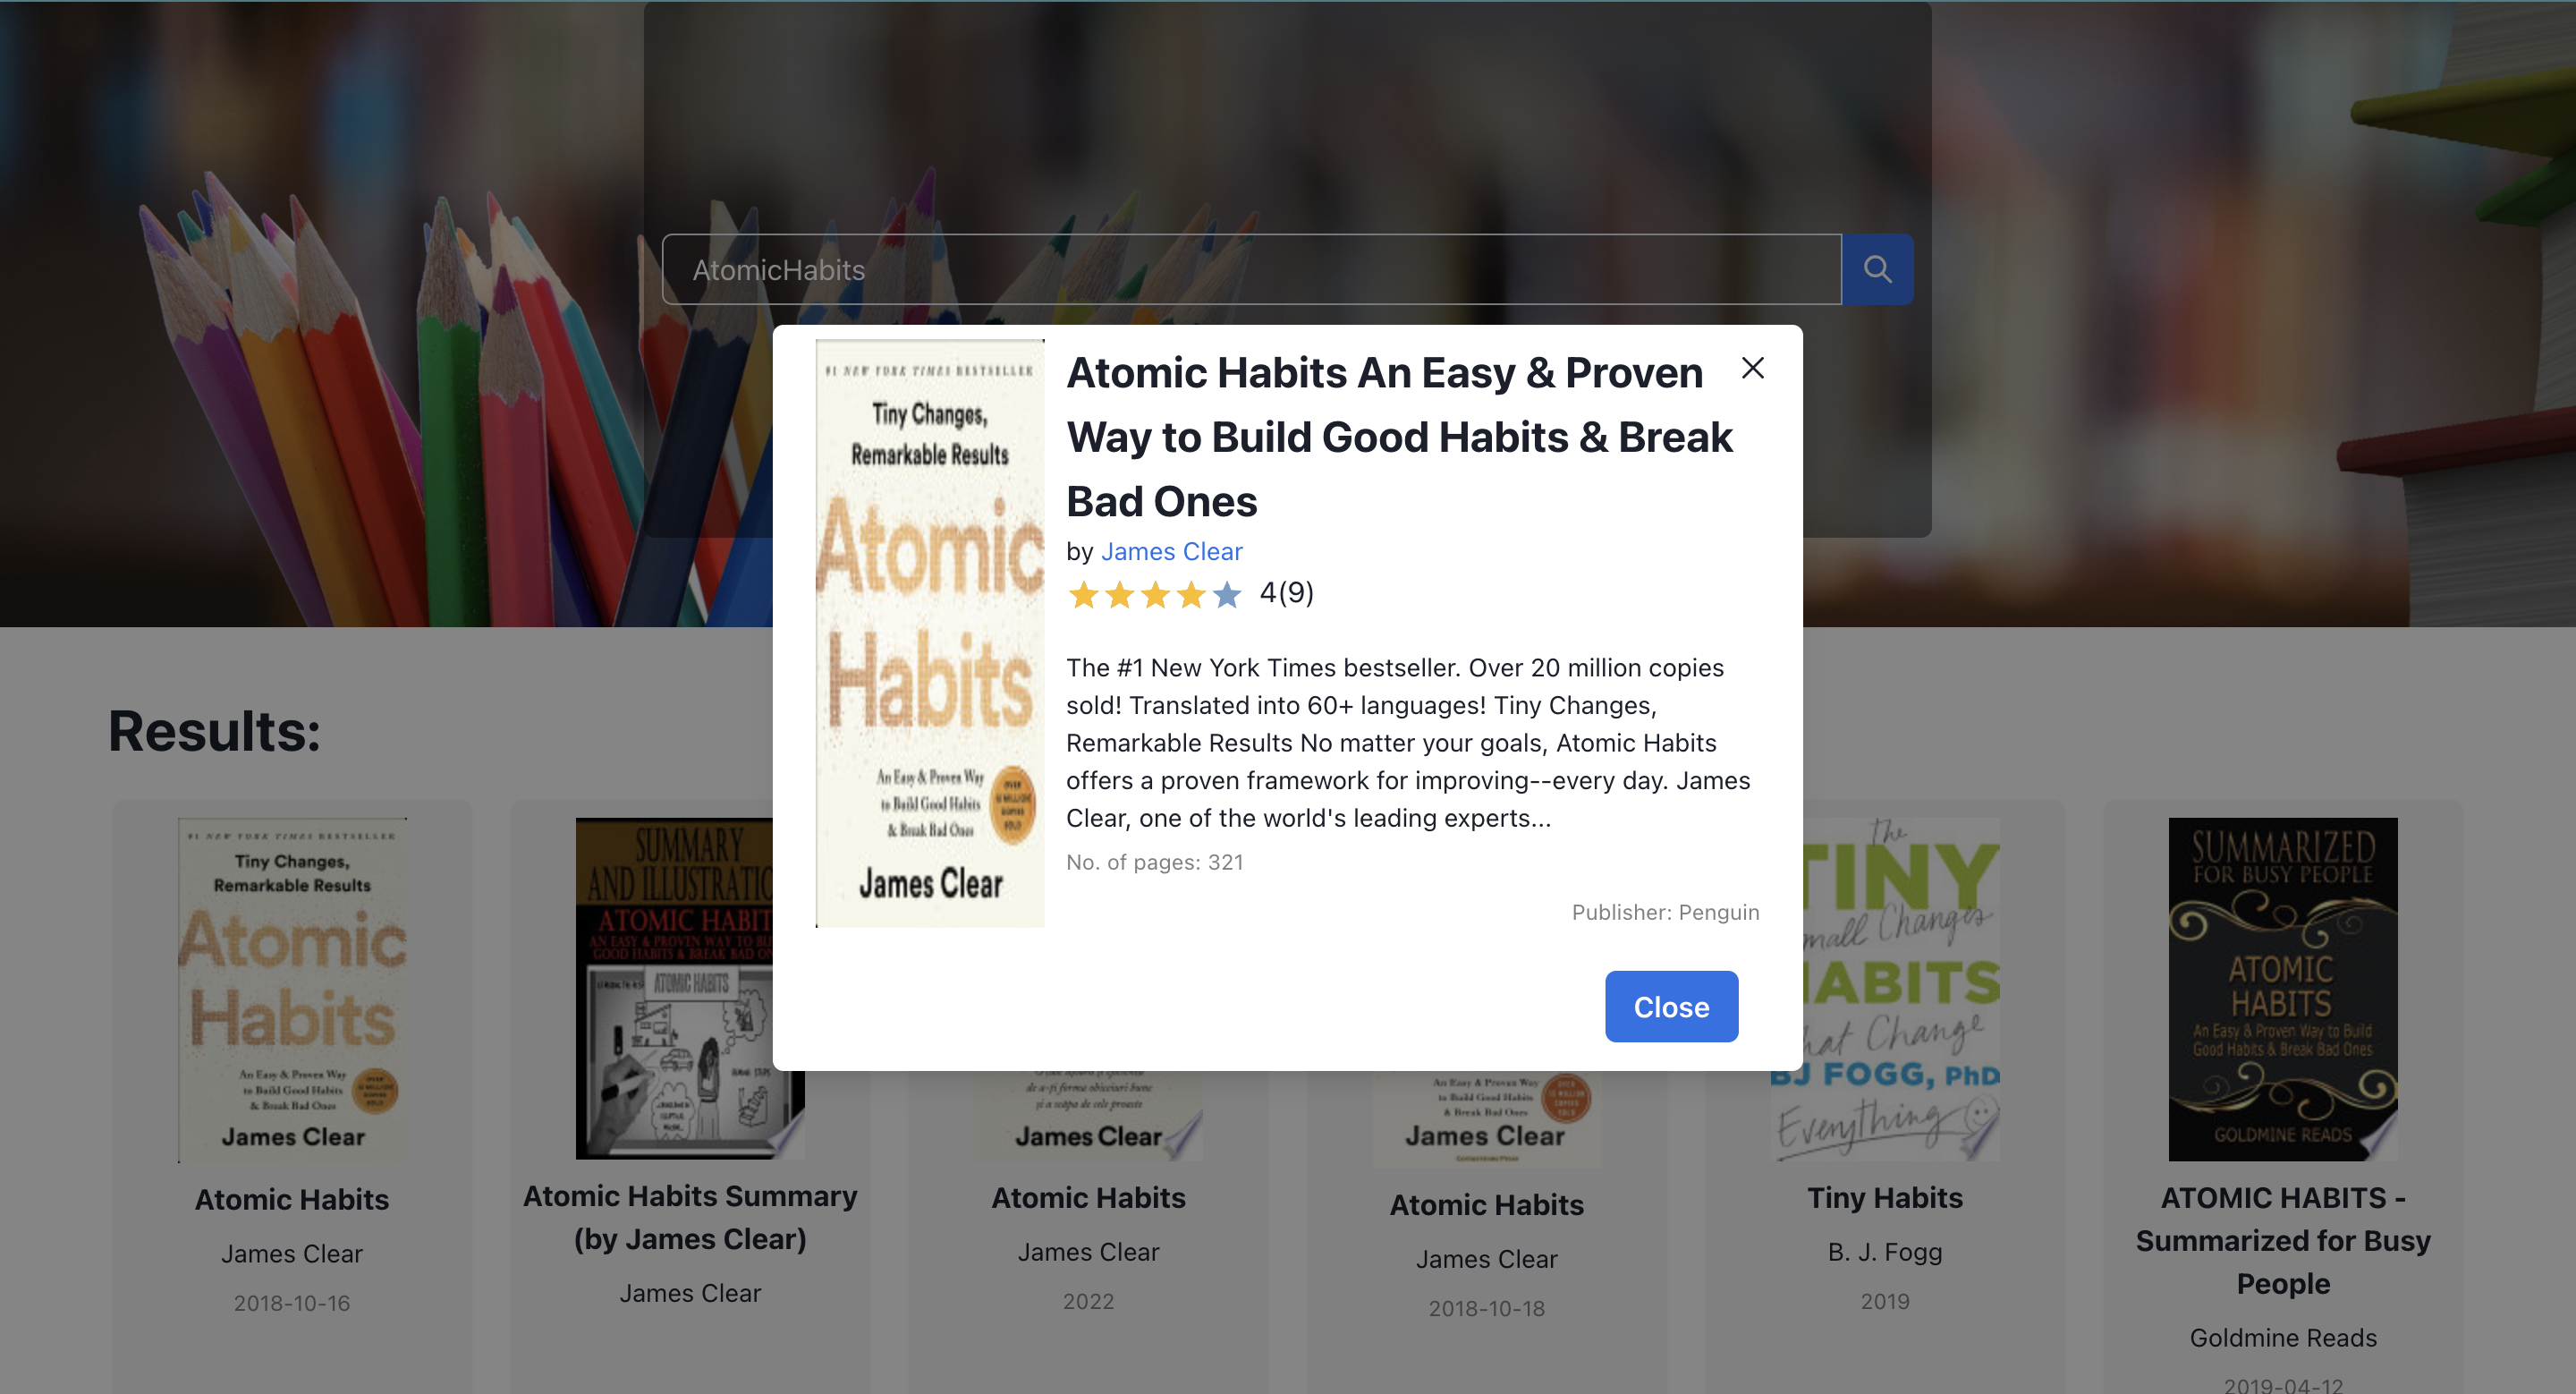 AtomicHabits
#1 NEW YORK TIMES BESTSELLER
Tiny Changes,
Remarkable Results
Atomic
Habits
An Easy & Proven Way
to Build Good Habits
& Break Bad Ones
OVER
MILLION
COPIES
SOLD
James Clear
Atomic Habits An Easy & Proven
Way to Build Good Habits & Break
Bad Ones
by James Clear
4(9)
The #1 New York Times bestseller. Over 20 million copies
sold! Translated into 60+ languages! Tiny Changes,
Remarkable Results No matter your goals, Atomic Habits
offers a proven framework for improving--every day. James
Clear, one of the world's leading experts...
No. of pages: 321
Publisher: Penguin
Close
Results:
#1 NEW YORK TIMES BESTSELLER
Tiny Changes,
Remarkable Results
Atomic
Habits
An Easy & Proven Way
to Build Good Habits
& Break Bad Ones
James Clear
Atomic Habits
James Clear
2018-10-16
SUMMARY
AND ILLUSTRATIO
ATOMIC HABIT
AN EASY & PROVEN WAY TO BU
GOOD HABITS & BREAK BAD ON
ATOMIC HABITS
Atomic Habits Summary
(by James Clear)
James Clear
de a-ți forma obiceiuri bune
și a scăpa de cele proaste
James Clear
Atomic Habits
James Clear
2022
An Easy & Proven Way
to Build Good Habits
& Break Bad Ones
James Clear
Atomic Habits
James Clear
2018-10-18
The
TINY
mall Changes
HABITS
hat Change
BJ FOGG, PhD
Everything
Tiny Habits
B. J. Fogg
2019
SUMMARIZED
FOR BUSY PEOPLE
ATOMIC
HABITS
An Easy & Proven Way to Build
Good Habits & Break Bad Ones
GOLDMINE READS
ATOMIC HABITS -
Summarized for Busy
People
Goldmine Reads
2019-04-12